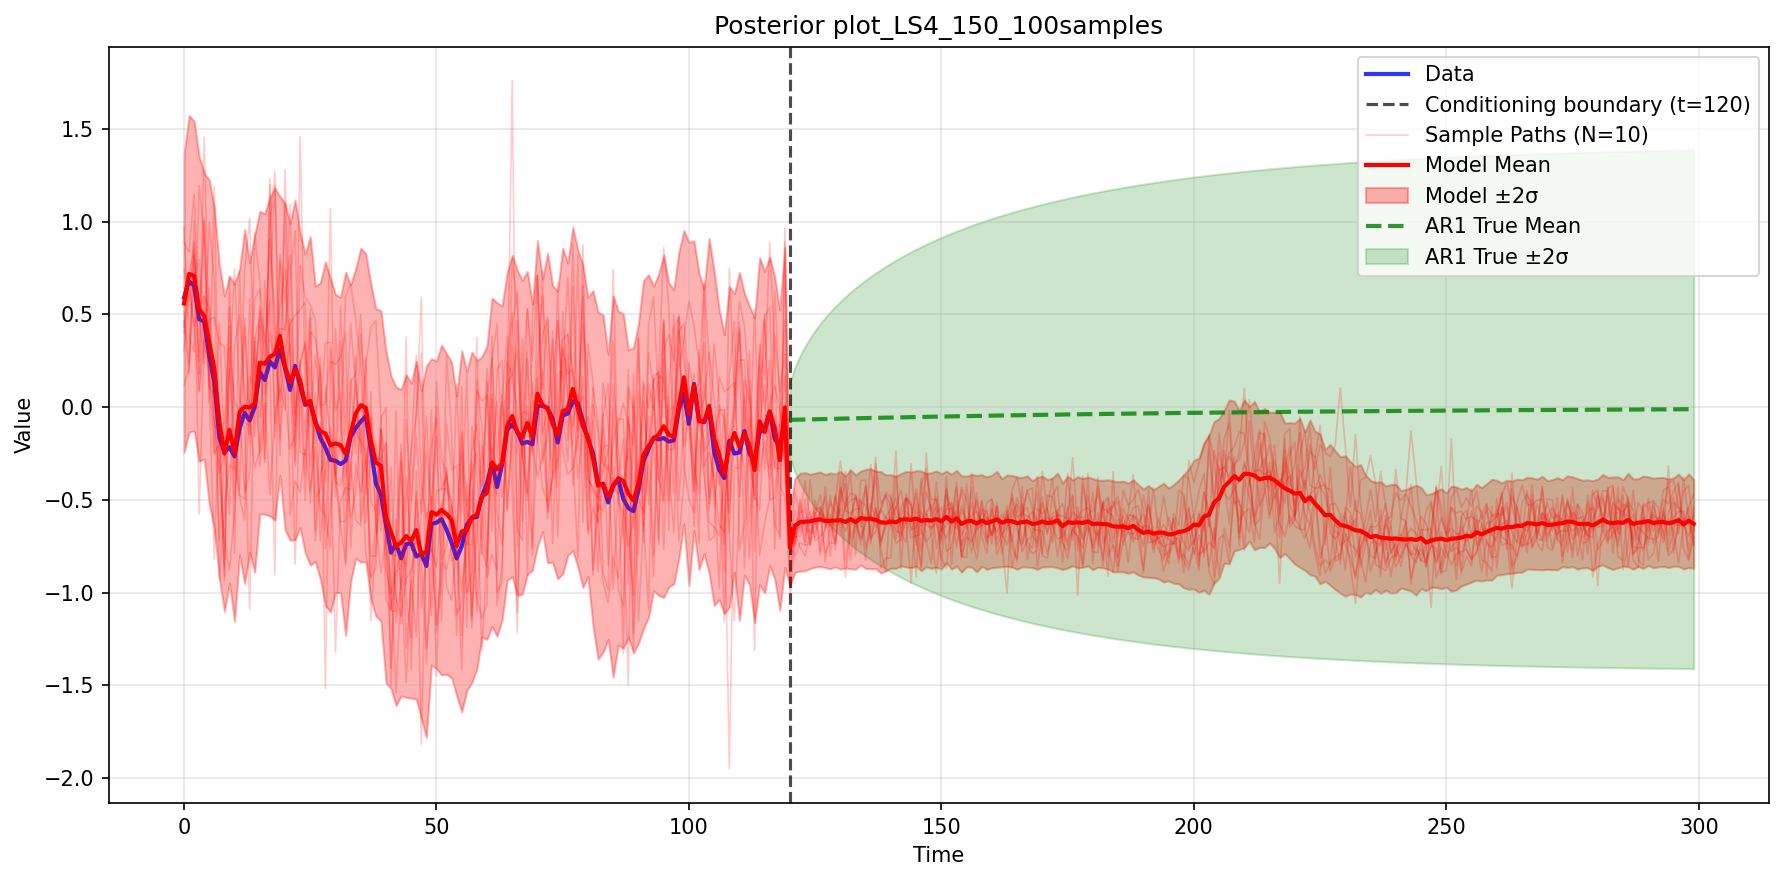 Posterior plot_LS4_150_100samples
Data
Conditioning boundary (t=120)
Sample Paths (N=10)
Model Mean
Model ±2σ
AR1 True Mean
AR1 True ±2σ
Value
1.5
1.0
0.5
0.0
−0.5
−1.0
−1.5
−2.0
0
50
100
150
200
250
300
Time